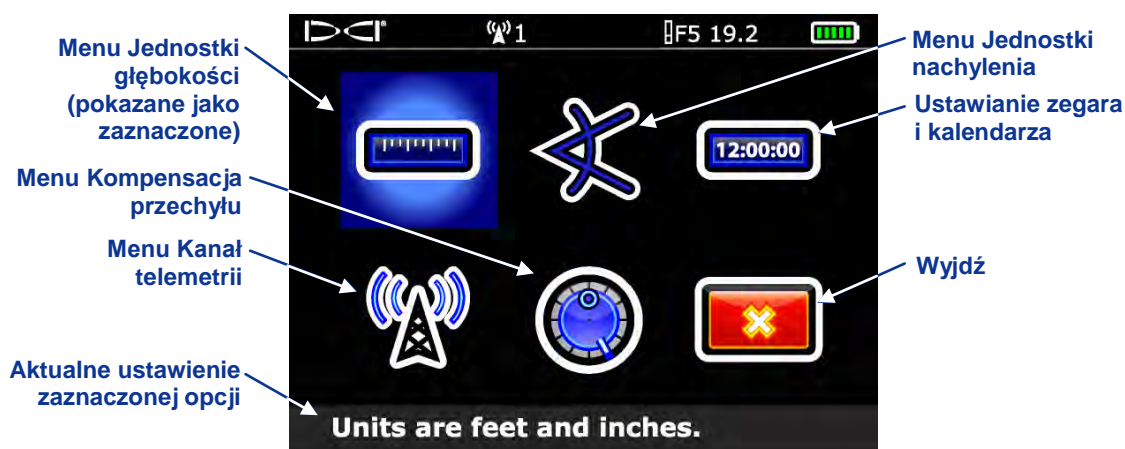 Menu Jednostki
głębokości
(pokazane jako
zaznaczone)
Menu Kompensacja
przechyłu
Menu Kanał
telemetrii
Aktualne ustawienie
zaznaczonej opcji
DCI®
1
F5 19.2
12:00:00
Units are feet and inches.
Menu Jednostki
nachylenia
Ustawianie zegara
i kalendarza
Wyjdź